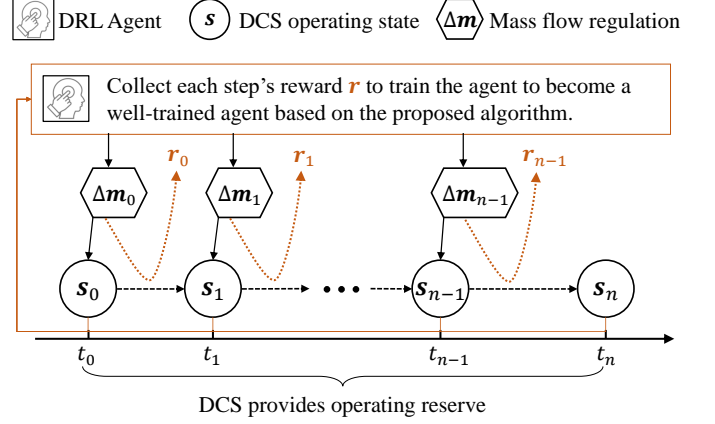 DRL Agent s DCS operating state Δm Mass flow regulation
Collect each step's reward r to train the agent to become a
well-trained agent based on the proposed algorithm.
r₀ r₁ rₙ₋₁
Δm₀ Δm₁ Δmₙ₋₁
s₀ s₁ ••• sₙ₋₁ sₙ
t₀ t₁ tₙ₋₁ tₙ
DCS provides operating reserve